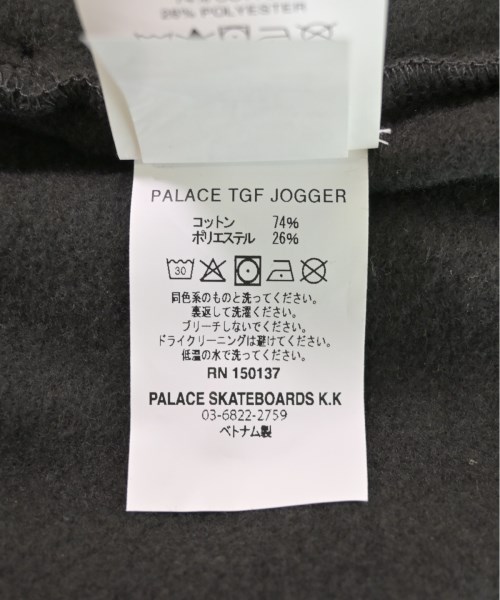 26% POLYESTER
PALACE TGF JOGGER
コットン 74%
ポリエステル 26%
30
同色系のものと洗ってください。
裏返して洗濯ください。
ブリーチしないでください。
ドライクリーニングは避けてください。
低温の水で洗ってください。
RN 150137
PALACE SKATEBOARDS K.K
03-6822-2759
ベトナム製